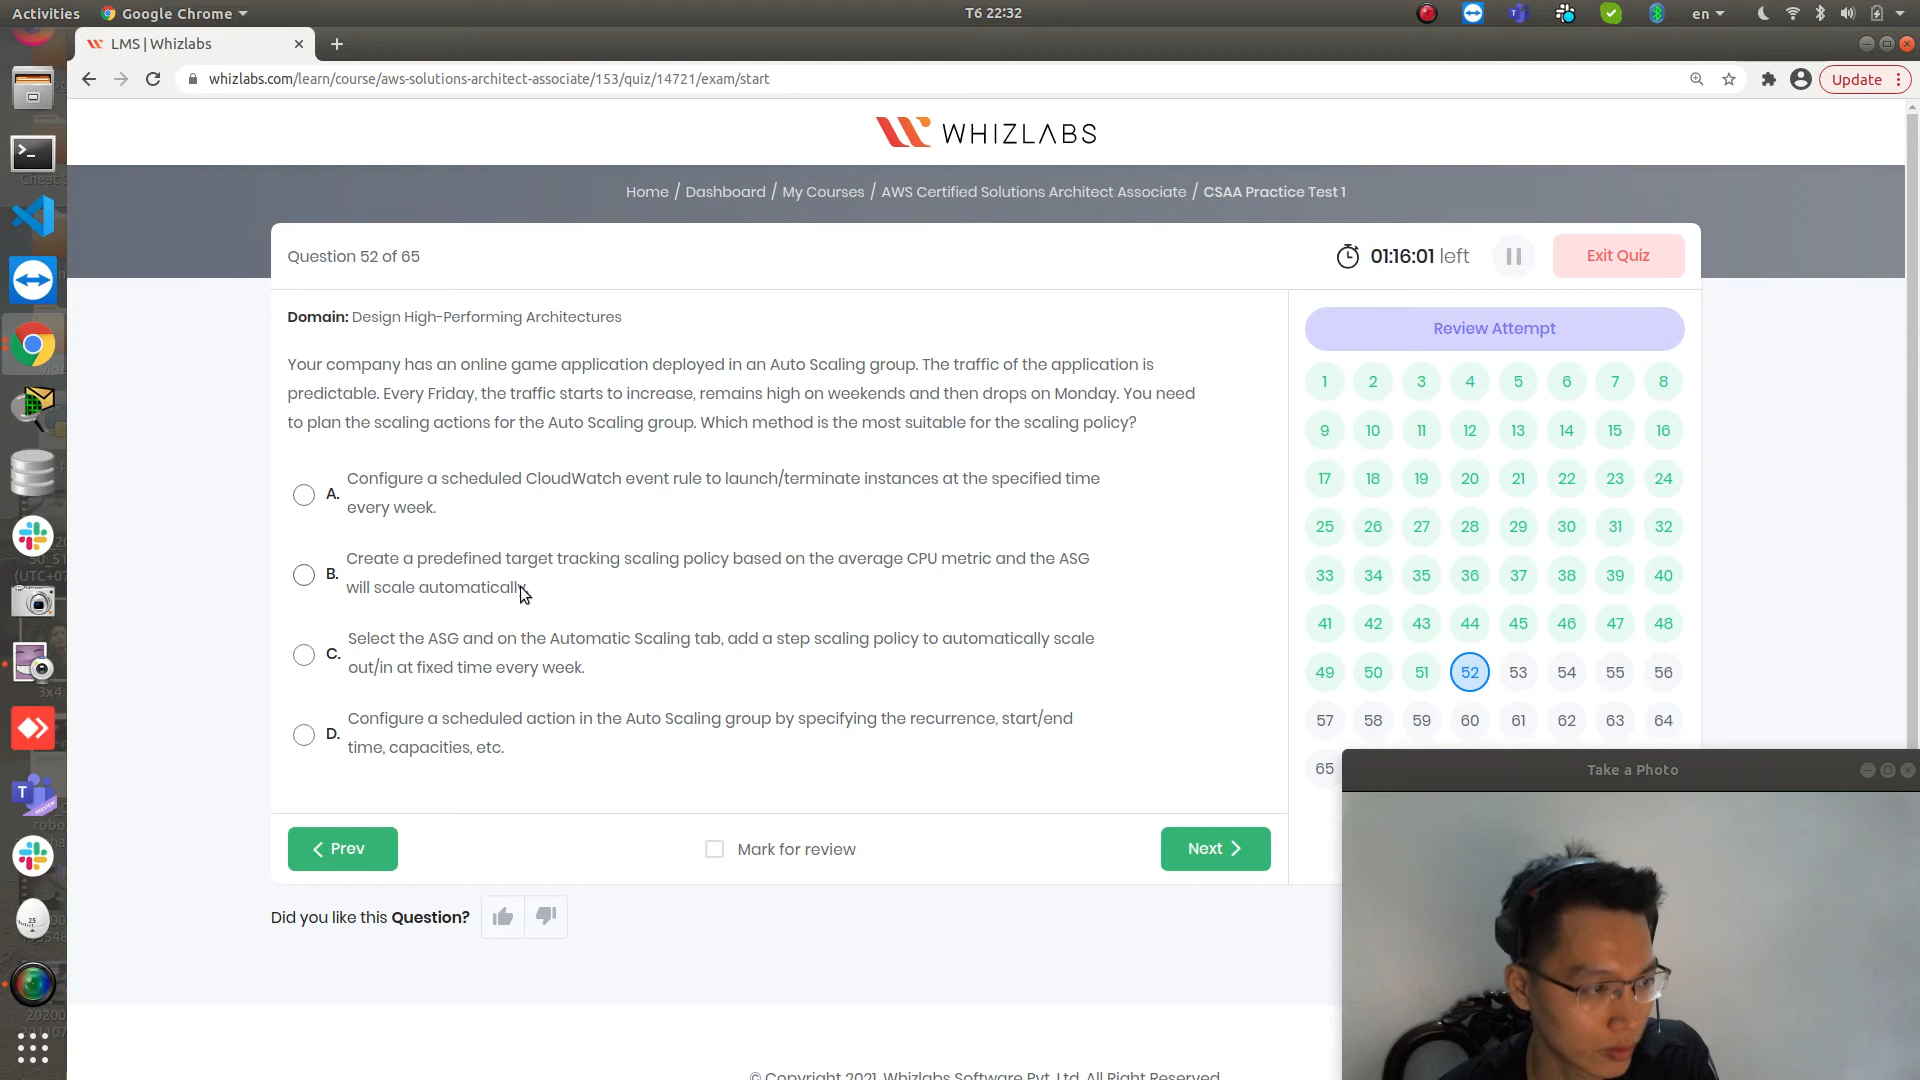 Activities
Google Chrome
T6 22:32
en
LMS | Whizlabs
whizlabs.com/learn/course/aws-solutions-architect-associate/153/quiz/14721/exam/start
Update
WHIZLABS
Home / Dashboard / My Courses / AWS Certified Solutions Architect Associate / CSAA Practice Test 1
Question 52 of 65
01:16:01 left
Exit Quiz
Domain: Design High-Performing Architectures
Your company has an online game application deployed in an Auto Scaling group. The traffic of the application is
predictable. Every Friday, the traffic starts to increase, remains high on weekends and then drops on Monday. You need
to plan the scaling actions for the Auto Scaling group. Which method is the most suitable for the scaling policy?
A. Configure a scheduled CloudWatch event rule to launch/terminate instances at the specified time
every week.
B. Create a predefined target tracking scaling policy based on the average CPU metric and the ASG
will scale automatically.
C. Select the ASG and on the Automatic Scaling tab, add a step scaling policy to automatically scale
out/in at fixed time every week.
D. Configure a scheduled action in the Auto Scaling group by specifying the recurrence, start/end
time, capacities, etc.
Prev
Mark for review
Next
Did you like this Question?
Review Attempt
1 2 3 4 5 6 7 8
9 10 11 12 13 14 15 16
17 18 19 20 21 22 23 24
25 26 27 28 29 30 31 32
33 34 35 36 37 38 39 40
41 42 43 44 45 46 47 48
49 50 51 52 53 54 55 56
57 58 59 60 61 62 63 64
65
Take a Photo
© Copyright 2021. Whizlabs Software Pvt. Ltd. All Right Reserved